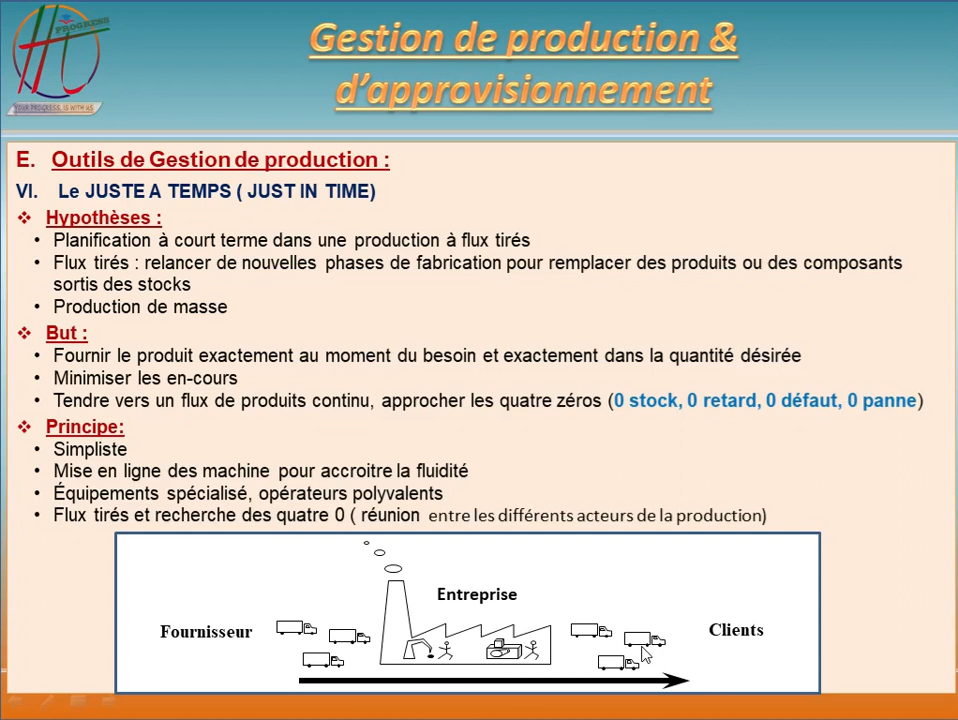 PROGRESS
YOUR PROGRESS, IS WITH US
Gestion de production &
d'approvisionnement
E. Outils de Gestion de production :
VI. Le JUSTE A TEMPS ( JUST IN TIME)
❖ Hypothèses :
• Planification à court terme dans une production à flux tirés
• Flux tirés : relancer de nouvelles phases de fabrication pour remplacer des produits ou des composants
sortis des stocks
• Production de masse
❖ But :
• Fournir le produit exactement au moment du besoin et exactement dans la quantité désirée
• Minimiser les en-cours
• Tendre vers un flux de produits continu, approcher les quatre zéros (0 stock, 0 retard, 0 défaut, 0 panne)
❖ Principe:
• Simpliste
• Mise en ligne des machine pour accroitre la fluidité
• Équipements spécialisé, opérateurs polyvalents
• Flux tirés et recherche des quatre 0 ( réunion entre les différents acteurs de la production)
Entreprise
Fournisseur
Clients